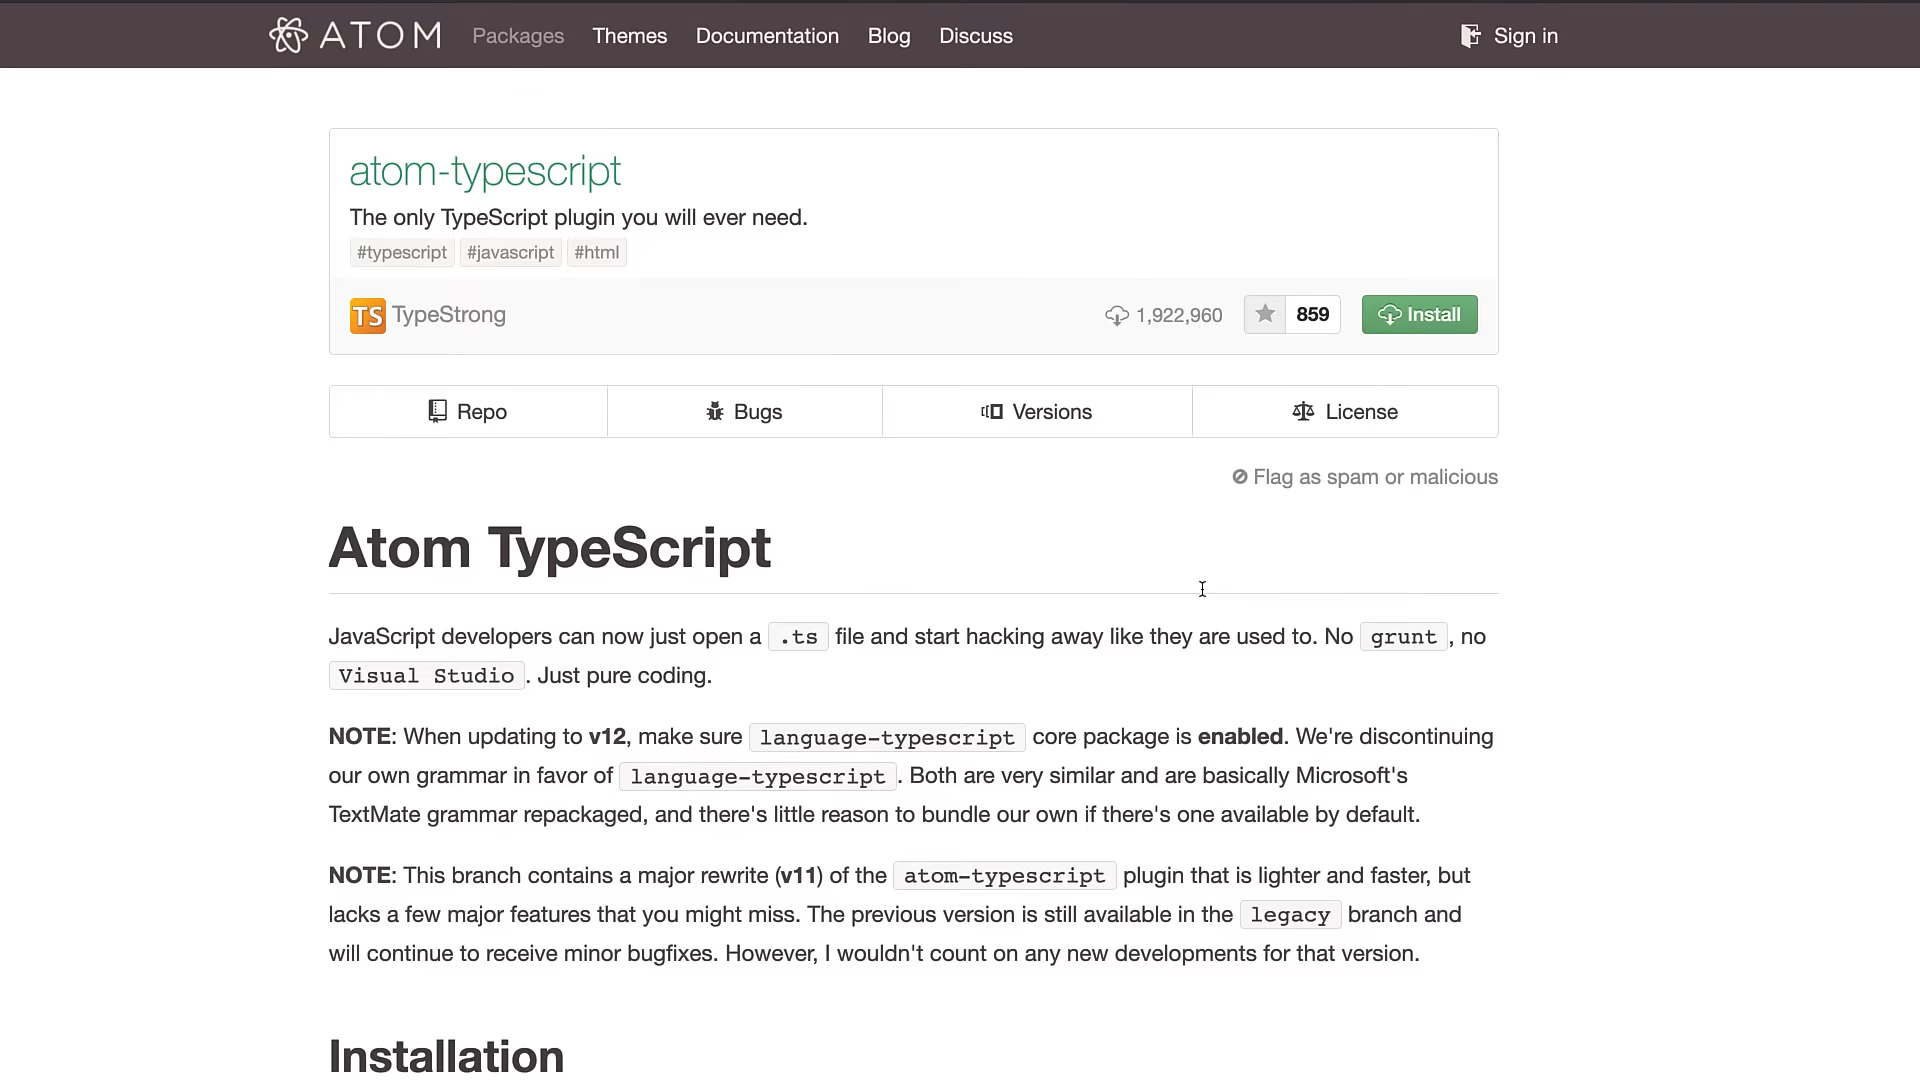 ATOM Packages Themes Documentation Blog Discuss Sign in
atom-typescript
The only TypeScript plugin you will ever need.
#typescript #javascript #html
TS TypeStrong 1,922,960 859 Install
Repo Bugs Versions License
Flag as spam or malicious
Atom TypeScript
JavaScript developers can now just open a .ts file and start hacking away like they are used to. No grunt, no
Visual Studio. Just pure coding.
NOTE: When updating to v12, make sure language-typescript core package is enabled. We're discontinuing
our own grammar in favor of language-typescript. Both are very similar and are basically Microsoft's
TextMate grammar repackaged, and there's little reason to bundle our own if there's one available by default.
NOTE: This branch contains a major rewrite (v11) of the atom-typescript plugin that is lighter and faster, but
lacks a few major features that you might miss. The previous version is still available in the legacy branch and
will continue to receive minor bugfixes. However, I wouldn't count on any new developments for that version.
Installation